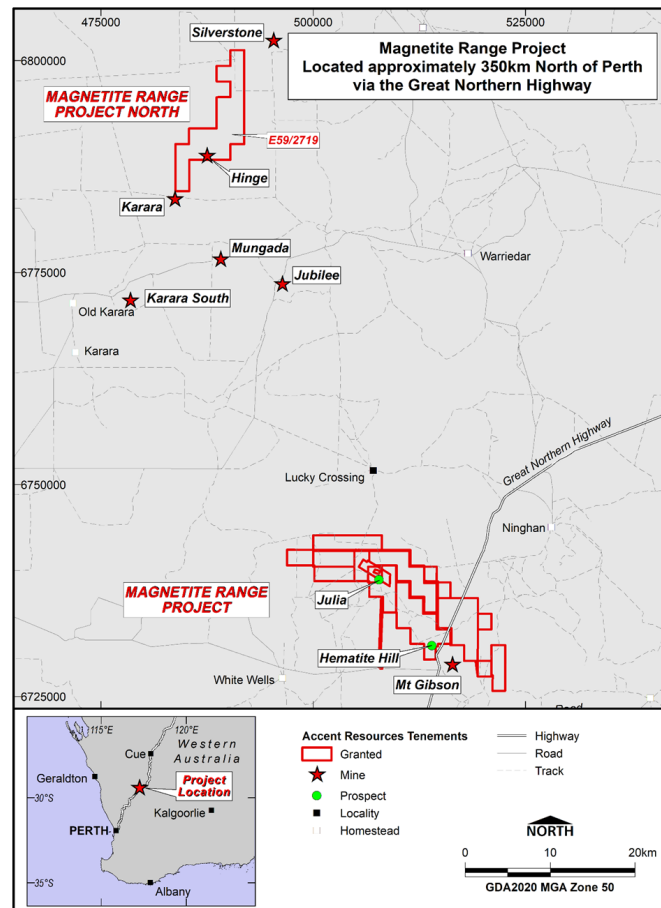 475000
500000
525000
Silverstone
6800000
Magnetite Range Project
Located approximately 350km North of Perth
via the Great Northern Highway
MAGNETITE RANGE
PROJECT NORTH
E59/2719
Hinge
Karara
Mungada
Warriedar
6775000
Jubilee
Karara South
Old Karara
Karara
Great Northern Highway
Lucky Crossing
6750000
Ninghan
MAGNETITE RANGE
PROJECT
Julia
Hematite Hill
White Wells
Mt Gibson
6725000
Road
115°E
120°E
Western
Australia
Cue
Geraldton
Project
Location
30°S
Kalgoorlie
PERTH
35°S
Albany
Accent Resources Tenements
Granted
Mine
Prospect
Locality
Homestead
Highway
Road
Track
NORTH
0
10
20km
GDA2020 MGA Zone 50